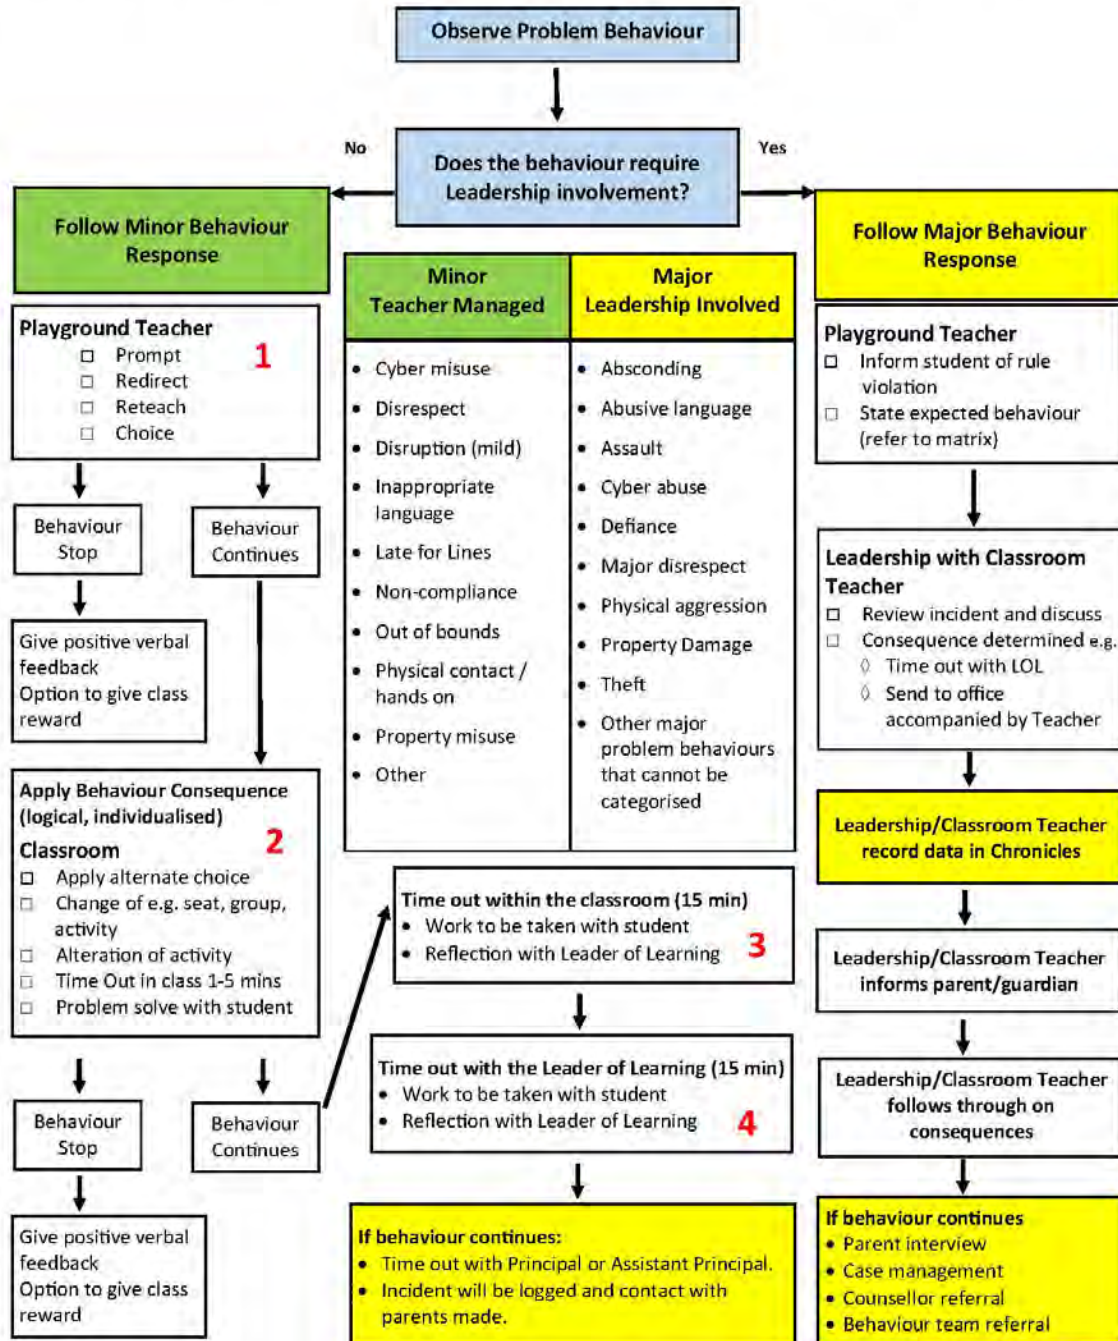 Observe Problem Behaviour
No
Does the behaviour require
Leadership involvement?
Yes
Follow Minor Behaviour
Response
Playground Teacher
1
□ Prompt
□ Redirect
□ Reteach
□ Choice
Behaviour
Stop
Behaviour
Continues
Give positive verbal
feedback
Option to give class
reward
Apply Behaviour Consequence
(logical, individualised)
2
Classroom
□ Apply alternate choice
□ Change of e.g. seat, group,
activity
□ Alteration of activity
□ Time Out in class 1-5 mins
□ Problem solve with student
Behaviour
Stop
Behaviour
Continues
Give positive verbal
feedback
Option to give class
reward
Minor
Teacher Managed
• Cyber misuse
• Disrespect
• Disruption (mild)
• Inappropriate
language
• Late for Lines
• Non-compliance
• Out of bounds
• Physical contact /
hands on
• Property misuse
• Other
Major
Leadership Involved
• Absconding
• Abusive language
• Assault
• Cyber abuse
• Defiance
• Major disrespect
• Physical aggression
• Property Damage
• Theft
• Other major
problem behaviours
that cannot be
categorised
Time out within the classroom (15 min)
• Work to be taken with student
• Reflection with Leader of Learning
3
Time out with the Leader of Learning (15 min)
• Work to be taken with student
• Reflection with Leader of Learning
4
If behaviour continues:
• Time out with Principal or Assistant Principal.
• Incident will be logged and contact with
parents made.
Follow Major Behaviour
Response
Playground Teacher
□ Inform student of rule
violation
□ State expected behaviour
(refer to matrix)
Leadership with Classroom
Teacher
□ Review incident and discuss
□ Consequence determined e.g.
◊ Time out with LOL
◊ Send to office
accompanied by Teacher
Leadership/Classroom Teacher
record data in Chronicles
Leadership/Classroom Teacher
informs parent/guardian
Leadership/Classroom Teacher
follows through on
consequences
If behaviour continues
• Parent interview
• Case management
• Counsellor referral
• Behaviour team referral